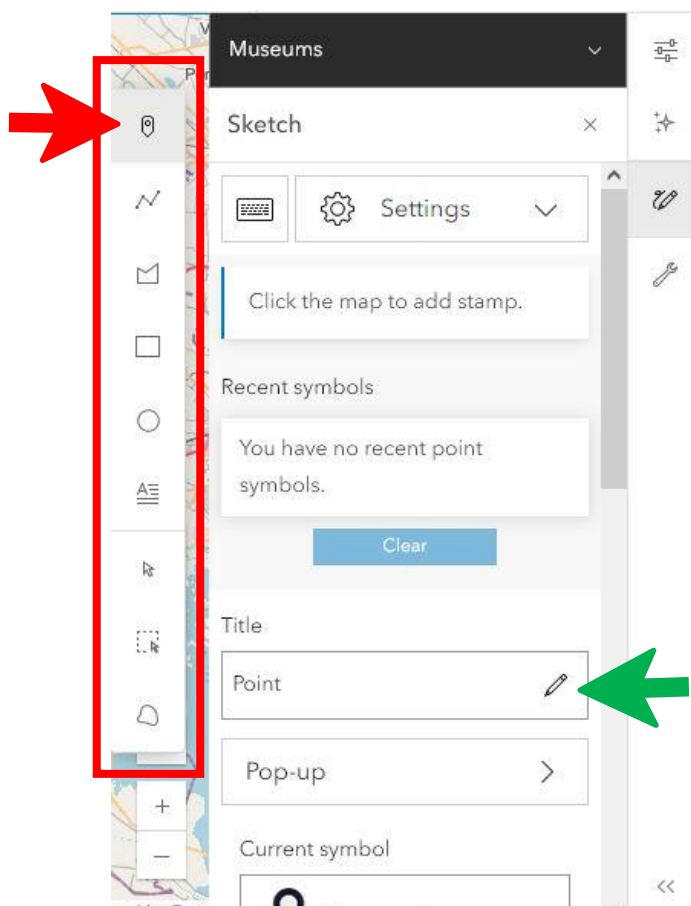 Museums
Sketch
Settings
Click the map to add stamp.
Recent symbols
You have no recent point
symbols.
Clear
Title
Point
Pop-up
Current symbol